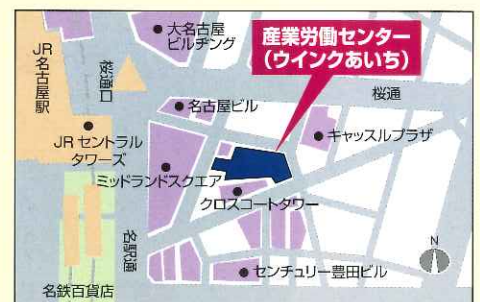 大名古屋
ビルヂング
産業労働センター
(ウインクあいち)
JR名古屋駅
桜通口
桜通
名古屋ビル
キャッスルプラザ
JRセントラル
タワーズ
ミッドランドスクエア
クロスコートタワー
名駅通
センチュリー豊田ビル
名鉄百貨店
N